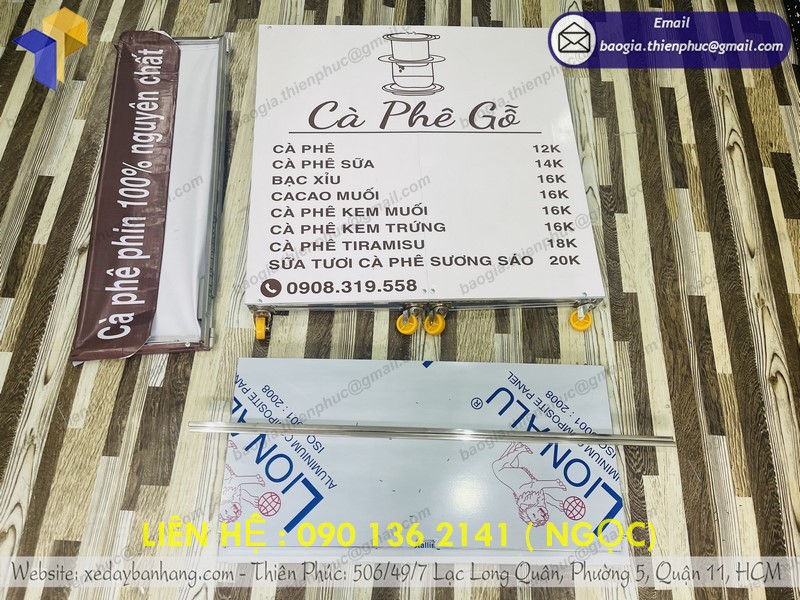 Email
baogia.thienphuc@gmail.com
Cà phê phin 100% nguyên chất
Cà Phê Gỗ
CÀ PHÊ 12K
CÀ PHÊ SỮA 14K
BẠC XỈU 16K
CACAO MUỐI 16K
CÀ PHÊ KEM MUỐI 16K
CÀ PHÊ KEM TRỨNG 16K
CÀ PHÊ TIRAMISU 18K
SỮA TƯƠI CÀ PHÊ SƯƠNG SÁO 20K
0908.319.558
baogia.thienphuc@gmail.com
LION ALU ®
ALUMINIUM COMPOSITE PANEL
ISO 9001 : 2008
LIÊN HỆ : 090 136 2141 ( NGỌC)
Website: xedaybanhang.com - Thiên Phúc: 506/49/7 Lạc Long Quân, Phường 5, Quận 11, HCM